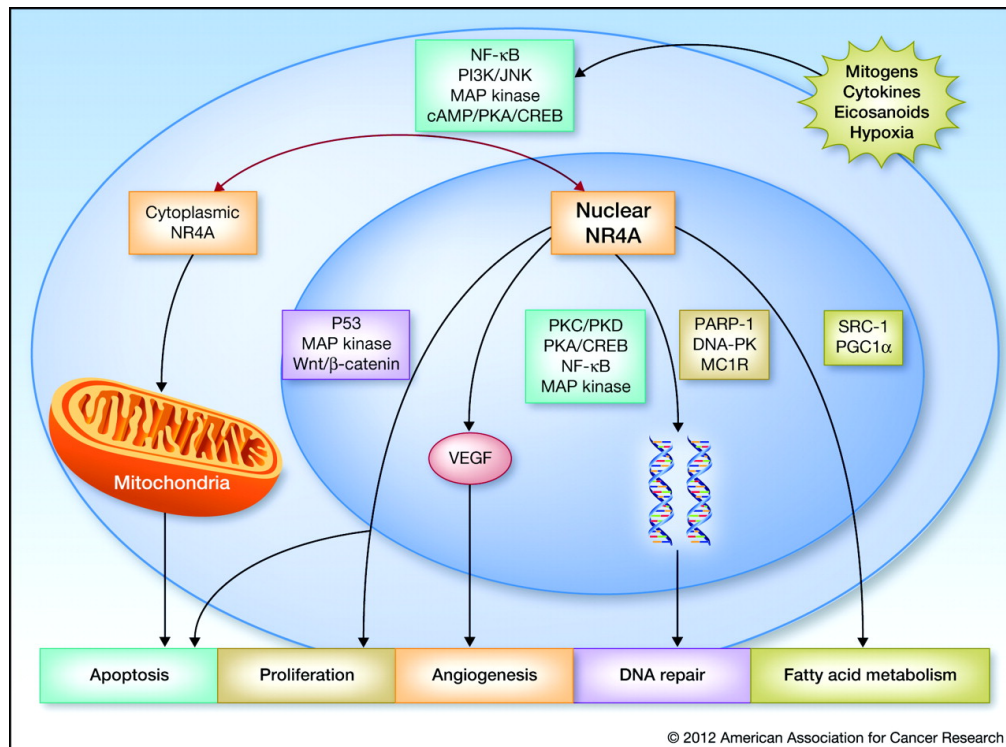 NF-κB
PI3K/JNK
MAP kinase
cAMP/PKA/CREB
Mitogens
Cytokines
Eicosanoids
Hypoxia
Cytoplasmic
NR4A
Nuclear
NR4A
P53
MAP kinase
Wnt/β-catenin
PKC/PKD
PKA/CREB
NF-κB
MAP kinase
PARP-1
DNA-PK
MC1R
SRC-1
PGC1α
VEGF
Mitochondria
Apoptosis
Proliferation
Angiogenesis
DNA repair
Fatty acid metabolism
© 2012 American Association for Cancer Research